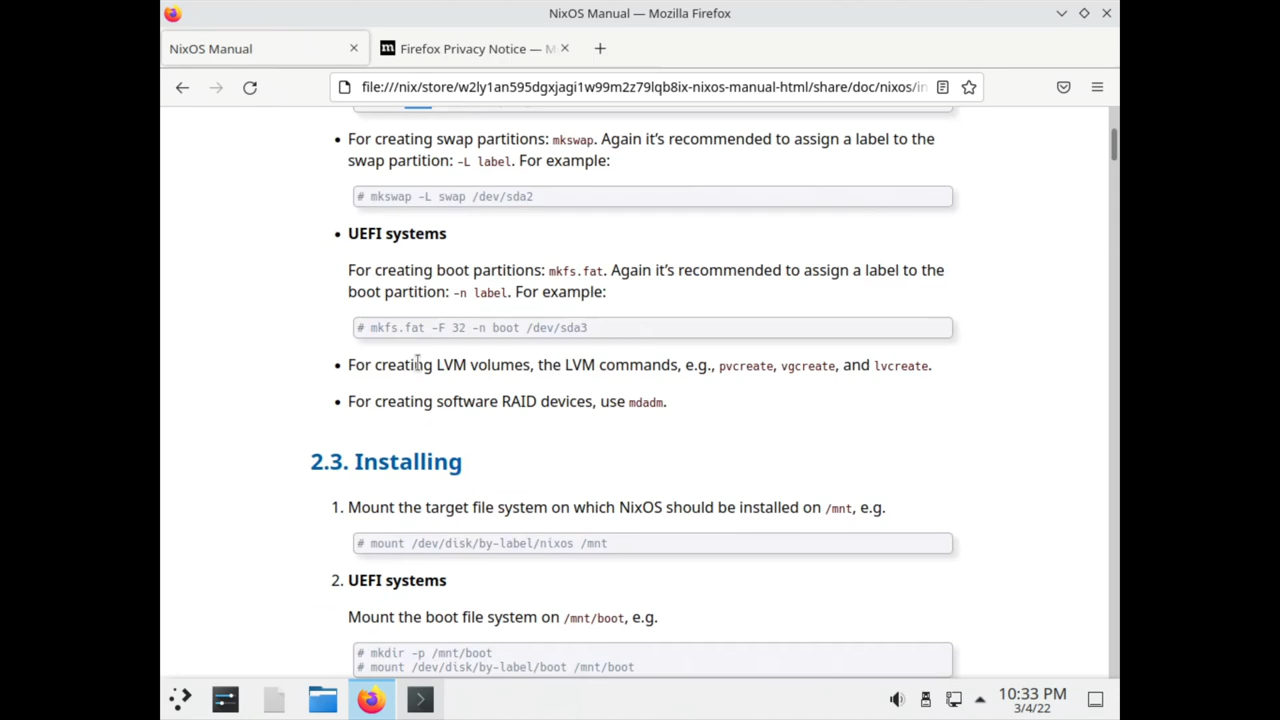 NixOS Manual — Mozilla Firefox
NixOS Manual
Firefox Privacy Notice — M
file:///nix/store/w2ly1an595dgxjagi1w99m2z79lqb8ix-nixos-manual-html/share/doc/nixos/in
For creating swap partitions: mkswap. Again it’s recommended to assign a label to the
swap partition: -L label. For example:
# mkswap -L swap /dev/sda2
UEFI systems
For creating boot partitions: mkfs.fat. Again it’s recommended to assign a label to the
boot partition: -n label. For example:
# mkfs.fat -F 32 -n boot /dev/sda3
For creating LVM volumes, the LVM commands, e.g., pvcreate, vgcreate, and lvcreate.
For creating software RAID devices, use mdadm.
2.3. Installing
1. Mount the target file system on which NixOS should be installed on /mnt, e.g.
# mount /dev/disk/by-label/nixos /mnt
2. UEFI systems
Mount the boot file system on /mnt/boot, e.g.
# mkdir -p /mnt/boot
# mount /dev/disk/by-label/boot /mnt/boot
10:33 PM
3/4/22